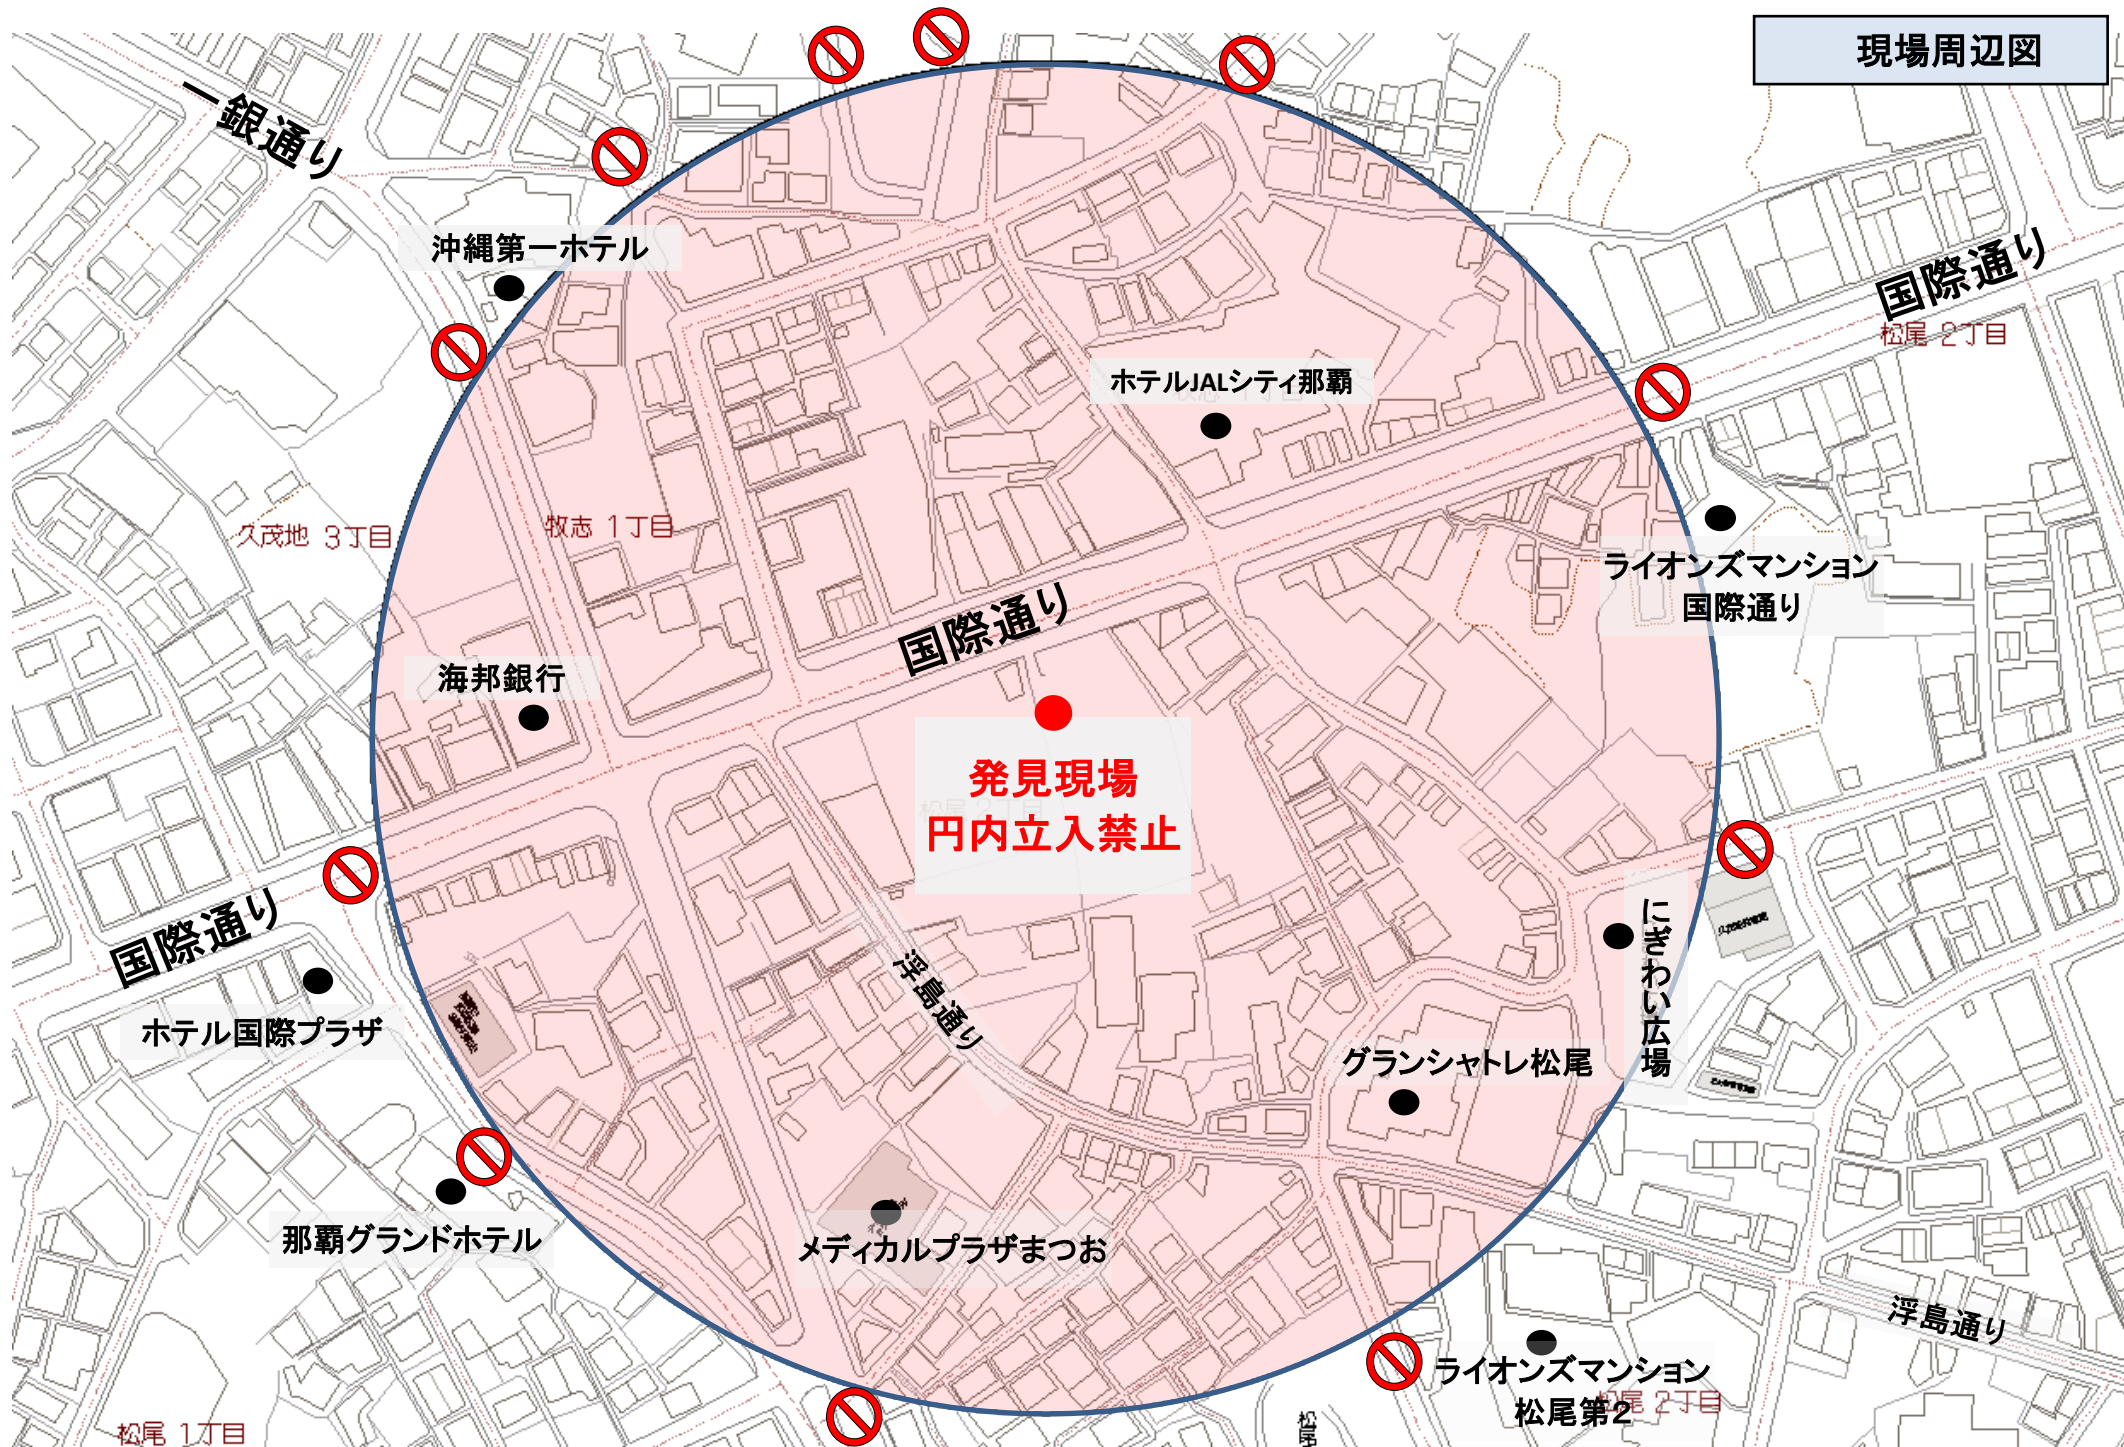 現場周辺図
一銀通り
沖縄第一ホテル
国際通り
松尾 2丁目
ホテルJALシティ那覇
久茂地 3丁目
牧志 1丁目
ライオンズマンション
国際通り
国際通り
海邦銀行
発見現場
松尾 2丁目
円内立入禁止
国際通り
にぎわい広場
浮島通り
ホテル国際プラザ
グランシャトレ松尾
那覇グランドホテル
メディカルプラザまつお
浮島通り
ライオンズマンション
松尾第2
松尾 2丁目
松尾 1丁目
松尾